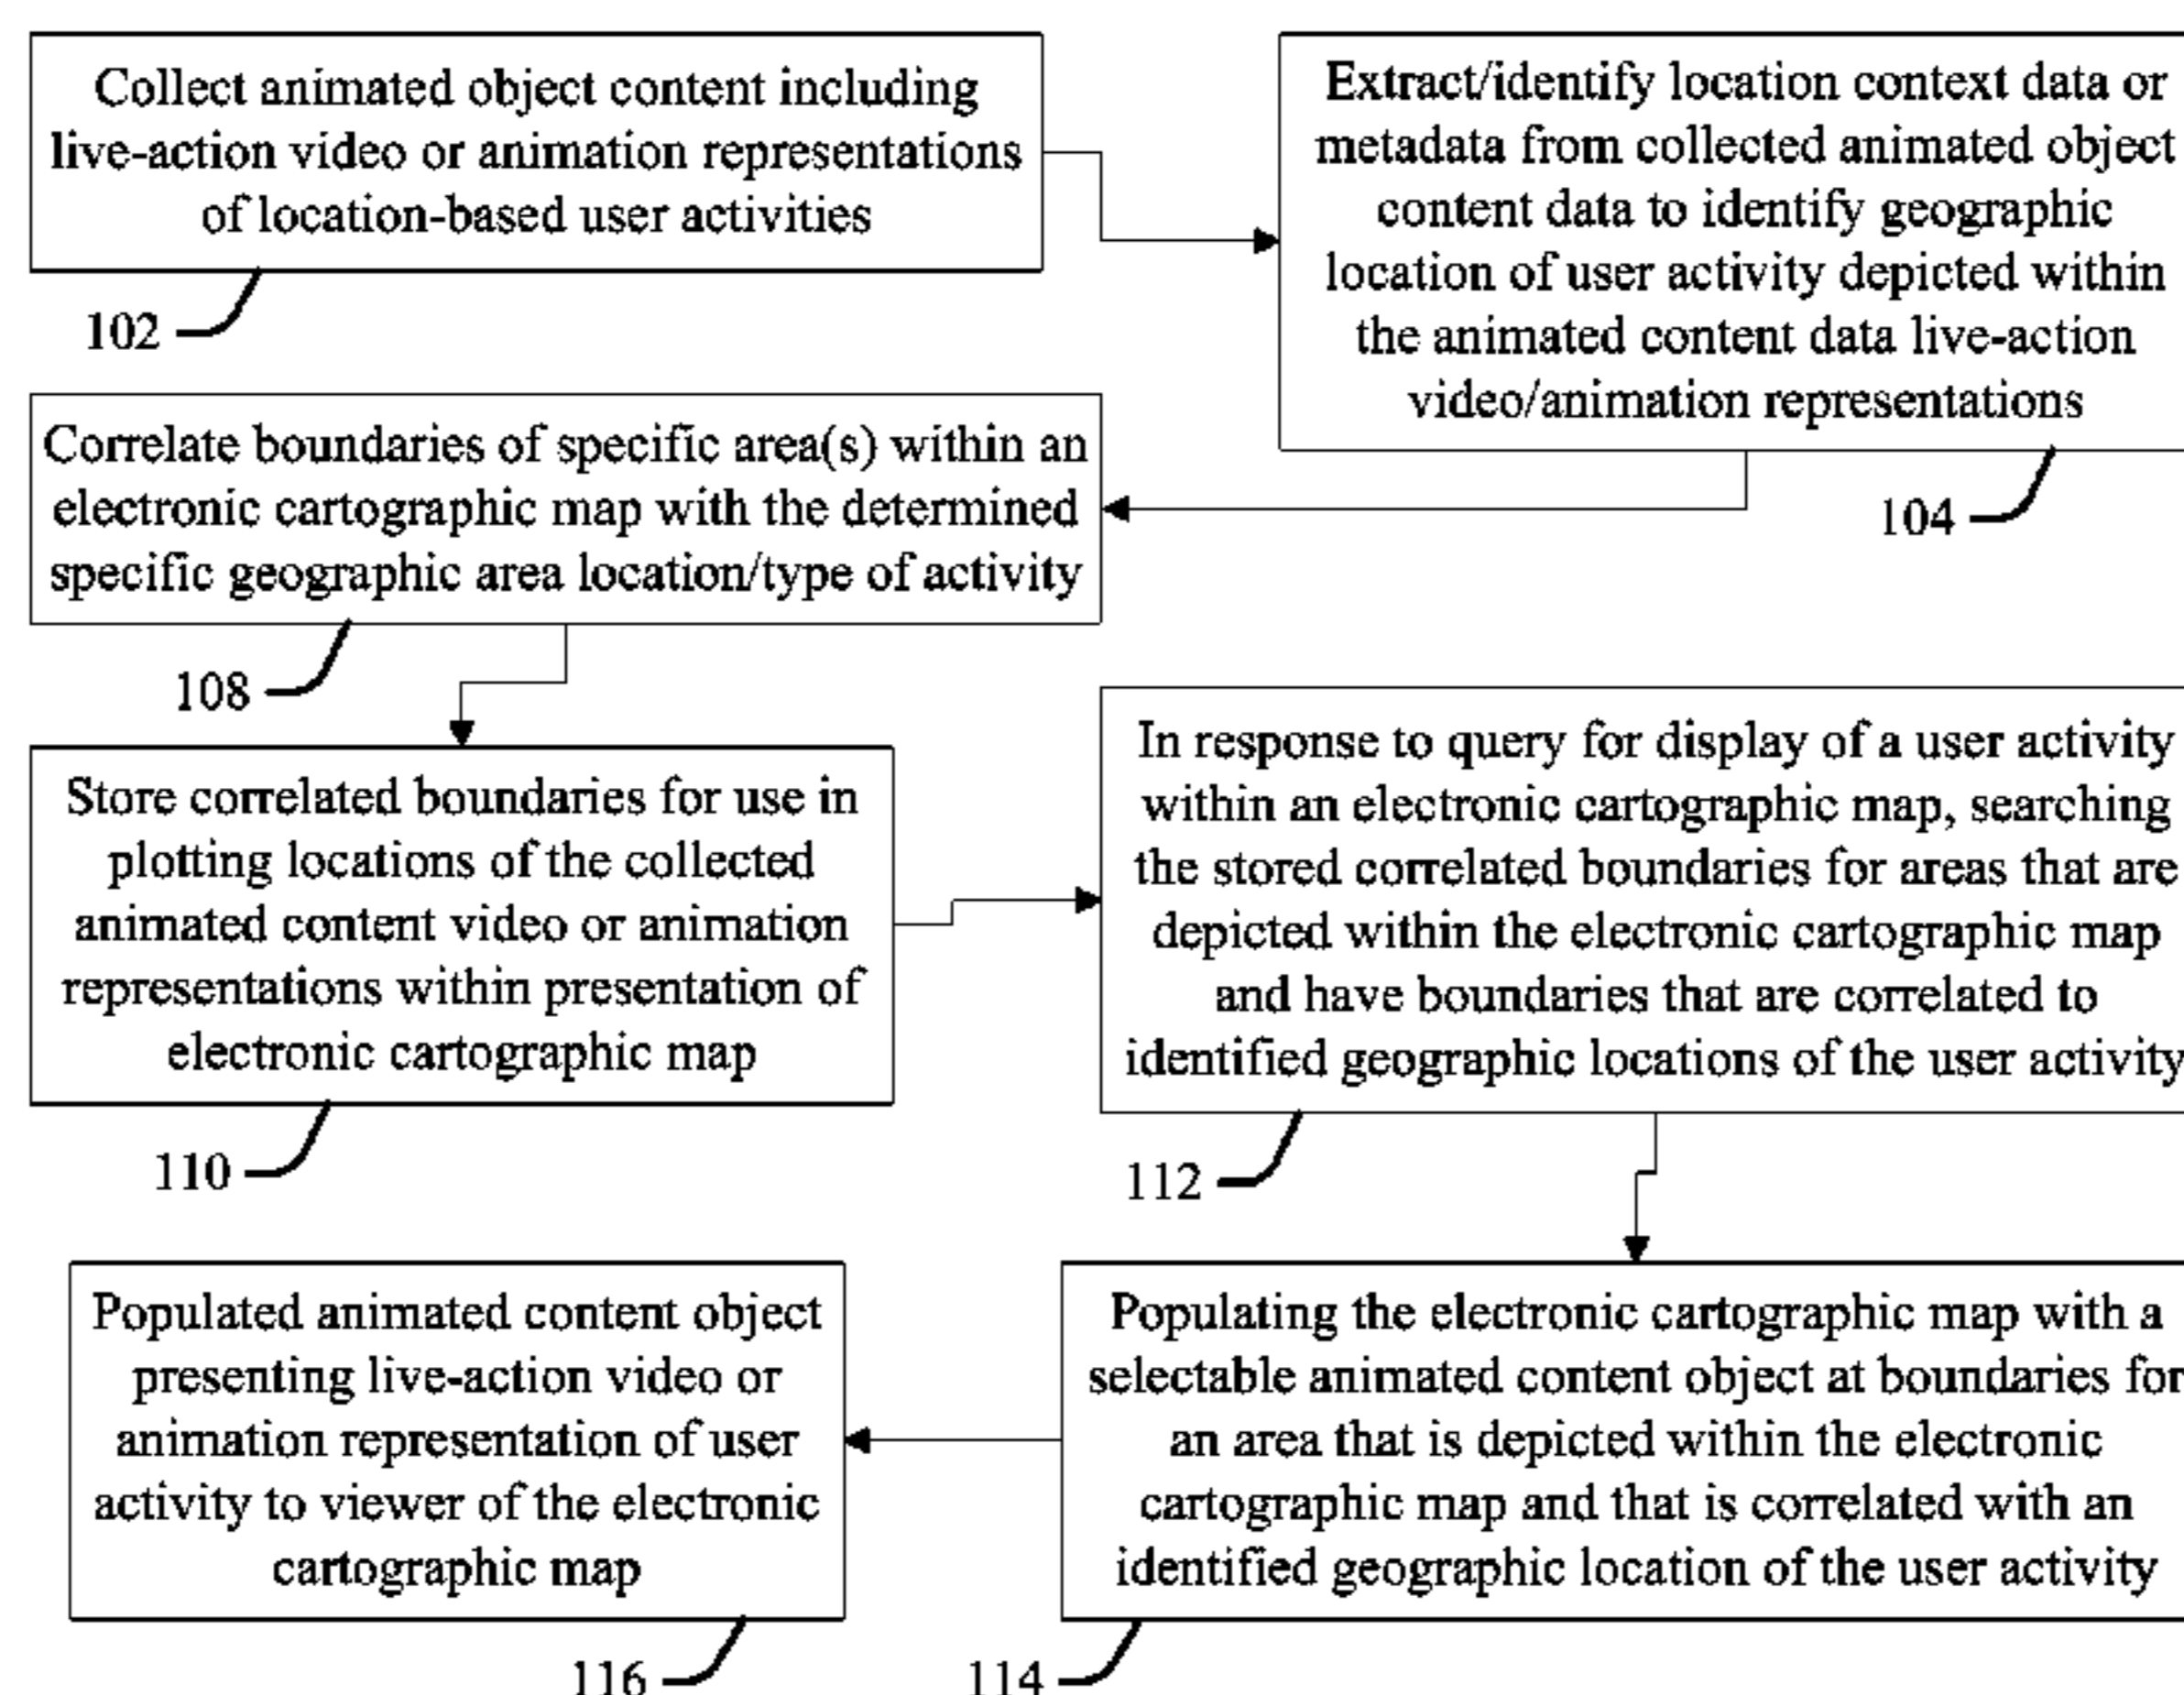 Collect animated object content including
live-action video or animation representations
of location-based user activities
102
Extract/identify location context data or
metadata from collected animated object
content data to identify geographic
location of user activity depicted within
the animated content data live-action
video/animation representations
104
Correlate boundaries of specific area(s) within an
electronic cartographic map with the determined
specific geographic area location/type of activity
108
Store correlated boundaries for use in
plotting locations of the collected
animated content video or animation
representations within presentation of
electronic cartographic map
110
In response to query for display of a user activity
within an electronic cartographic map, searching
the stored correlated boundaries for areas that are
depicted within the electronic cartographic map
and have boundaries that are correlated to
identified geographic locations of the user activity
112
Populating the electronic cartographic map with a
selectable animated content object at boundaries for
an area that is depicted within the electronic
cartographic map and that is correlated with an
identified geographic location of the user activity
114
Populated animated content object
presenting live-action video or
animation representation of user
activity to viewer of the electronic
cartographic map
116